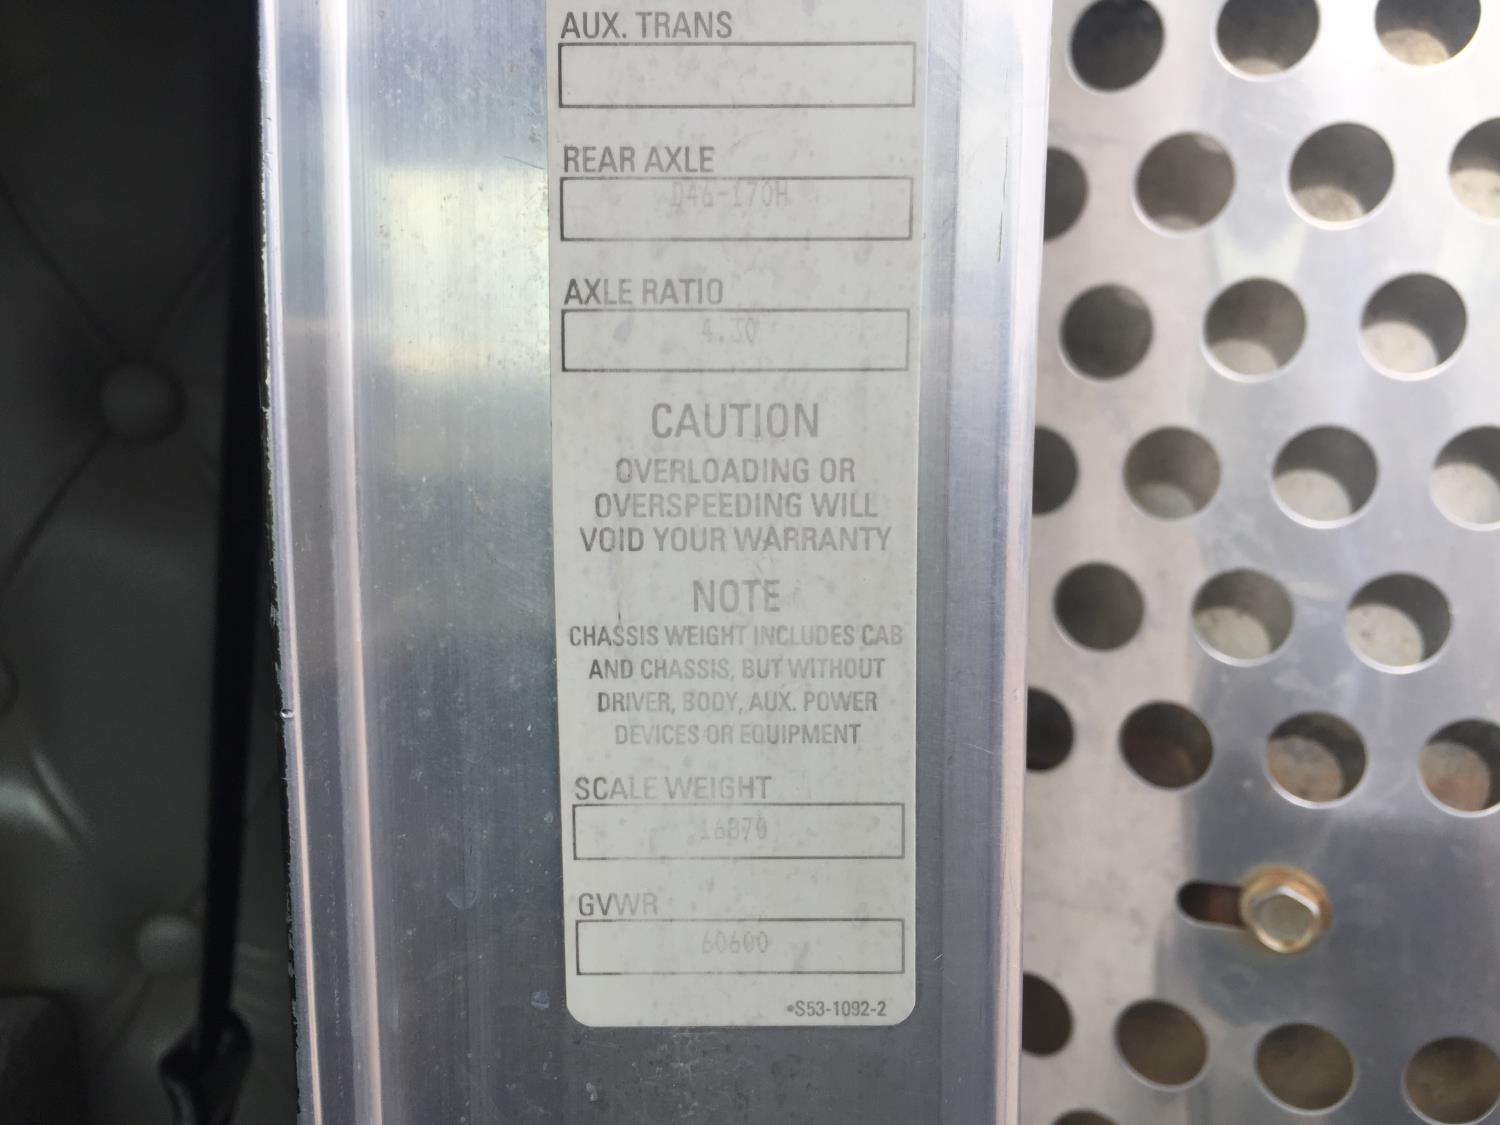 AUX. TRANS
REAR AXLE
D46-170H
AXLE RATIO
4.30
CAUTION
OVERLOADING OR
OVERSPEEDING WILL
VOID YOUR WARRANTY
NOTE
CHASSIS WEIGHT INCLUDES CAB
AND CHASSIS, BUT WITHOUT
DRIVER, BODY, AUX. POWER
DEVICES OR EQUIPMENT
SCALE WEIGHT
16870
GVWR
60600
•S53-1092-2